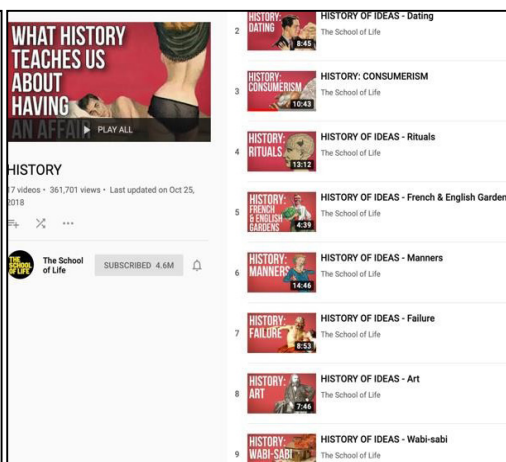 WHAT HISTORY
TEACHES US
ABOUT
HAVING
AN AFFAIR
PLAY ALL
HISTORY
17 videos • 361,701 views • Last updated on Oct 25,
2018
THE
SCHOOL
OF LIFE
The School
of Life
SUBSCRIBED 4.6M
2
HISTORY:
DATING
8:45
HISTORY OF IDEAS - Dating
The School of Life
3
HISTORY:
CONSUMERISM
10:43
HISTORY: CONSUMERISM
The School of Life
4
HISTORY:
RITUALS
13:12
HISTORY OF IDEAS - Rituals
The School of Life
5
HISTORY:
FRENCH
& ENGLISH
GARDENS
4:39
HISTORY OF IDEAS - French & English Garden
The School of Life
6
HISTORY:
MANNERS
14:46
HISTORY OF IDEAS - Manners
The School of Life
7
HISTORY:
FAILURE
8:53
HISTORY OF IDEAS - Failure
The School of Life
8
HISTORY:
ART
7:46
HISTORY OF IDEAS - Art
The School of Life
9
HISTORY:
WABI-SABI
HISTORY OF IDEAS - Wabi-sabi
The School of Life